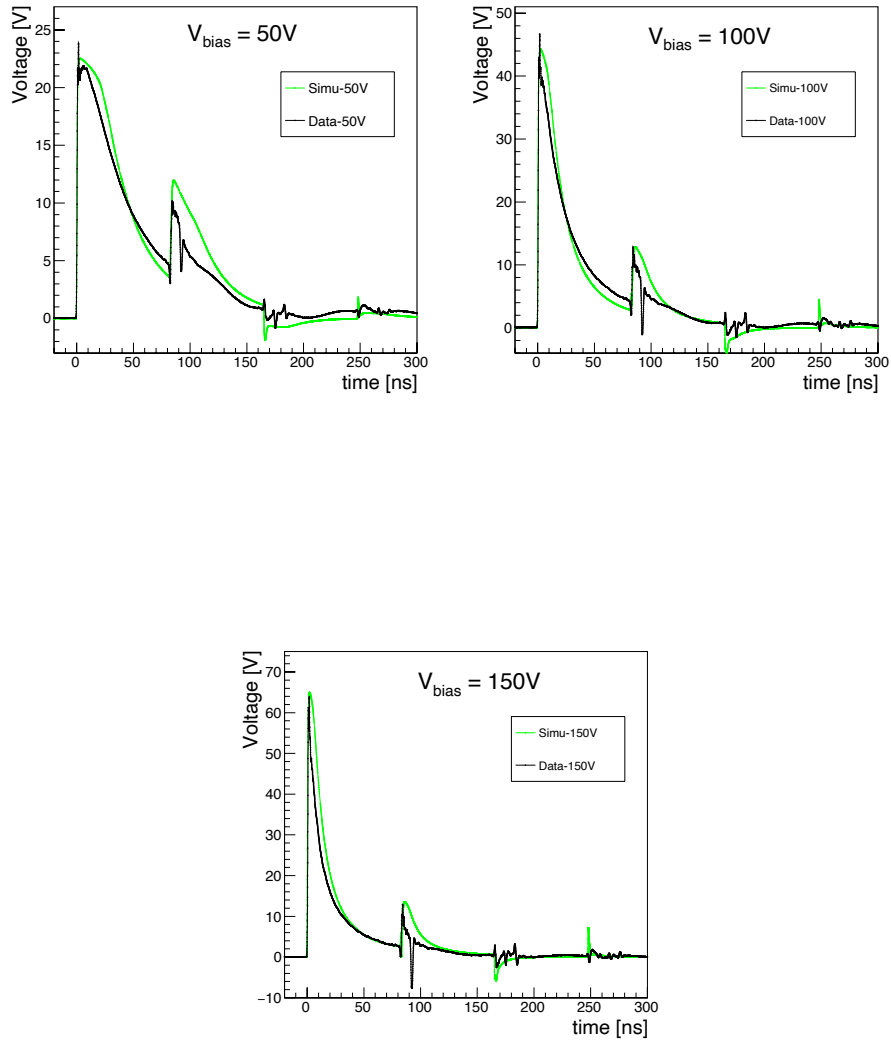 Voltage [V]
V_bias = 50V
Simu-50V
Data-50V
25
20
15
10
5
0
0 50 100 150 200 250 300
time [ns]
Voltage [V]
V_bias = 100V
Simu-100V
Data-100V
50
40
30
20
10
0
0 50 100 150 200 250 300
time [ns]
Voltage [V]
V_bias = 150V
Simu-150V
Data-150V
70
60
50
40
30
20
10
0
−10
0 50 100 150 200 250 300
time [ns]